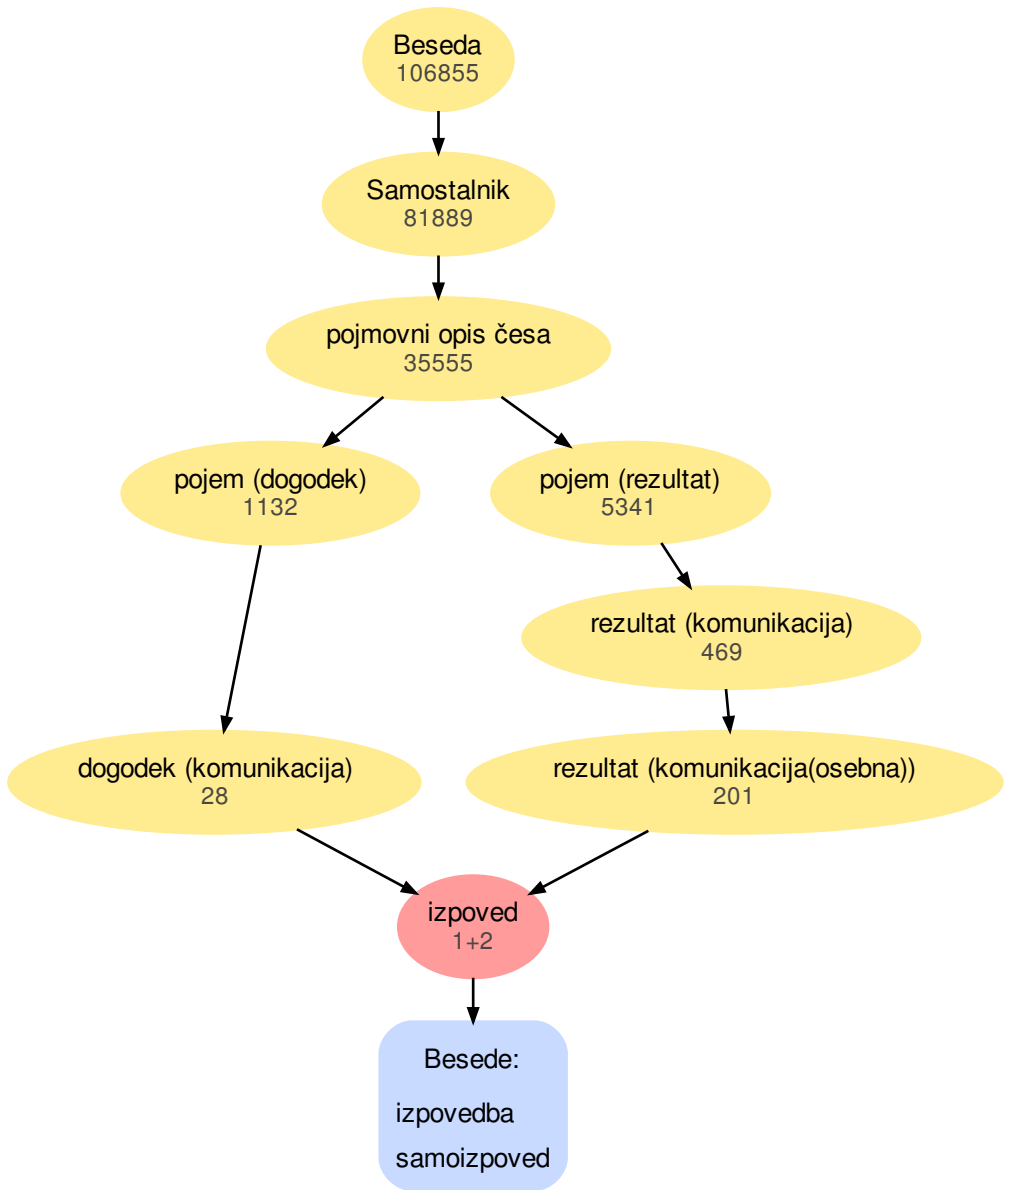 Beseda
106855
Samostalnik
81889
pojmovni opis česa
35555
pojem (dogodek)
1132
pojem (rezultat)
5341
rezultat (komunikacija)
469
dogodek (komunikacija)
28
rezultat (komunikacija(osebna))
201
izpoved
1+2
Besede:
izpovedba
samoizpoved